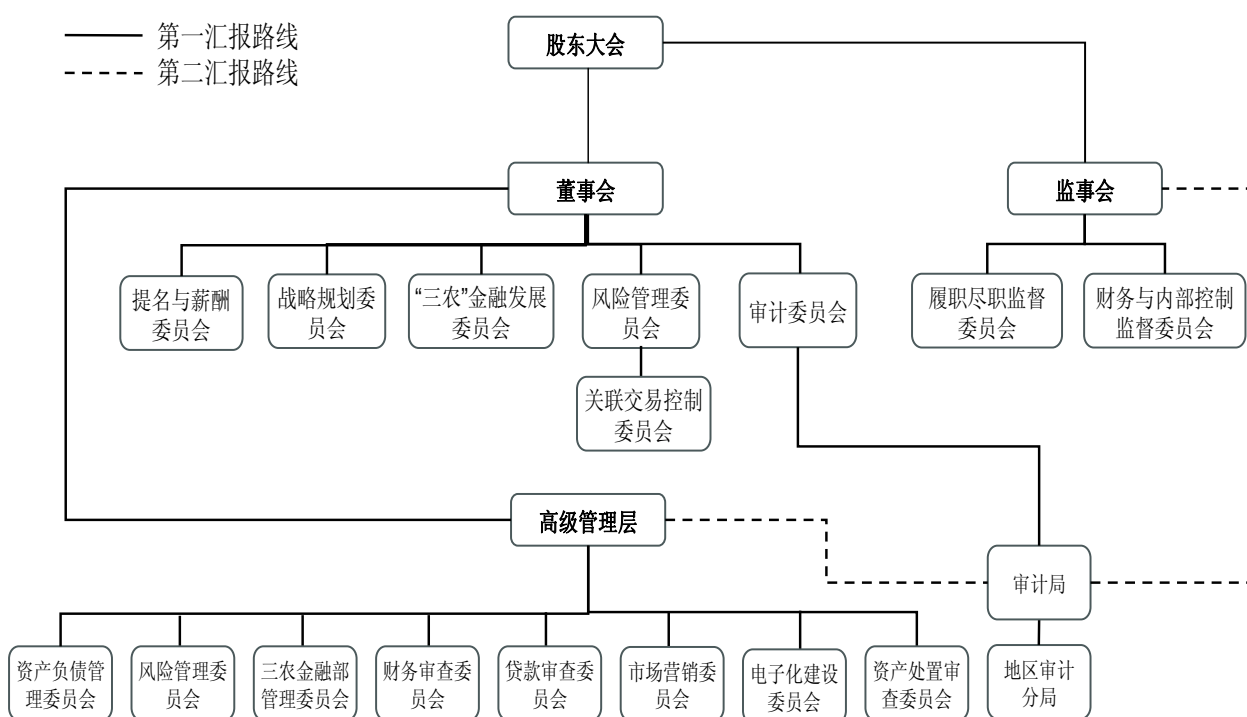 第一汇报路线
第二汇报路线
股东大会
董事会
监事会
提名与薪酬
委员会
战略规划委
员会
“三农”金融发展
委员会
风险管理委
员会
审计委员会
履职尽职监督
委员会
财务与内部控制
监督委员会
关联交易控制
委员会
高级管理层
审计局
资产负债管
理委员会
风险管理委
员会
三农金融部
管理委员会
财务审查委
员会
贷款审查委
员会
市场营销委
员会
电子化建设
委员会
资产处置审
查委员会
地区审计
分局